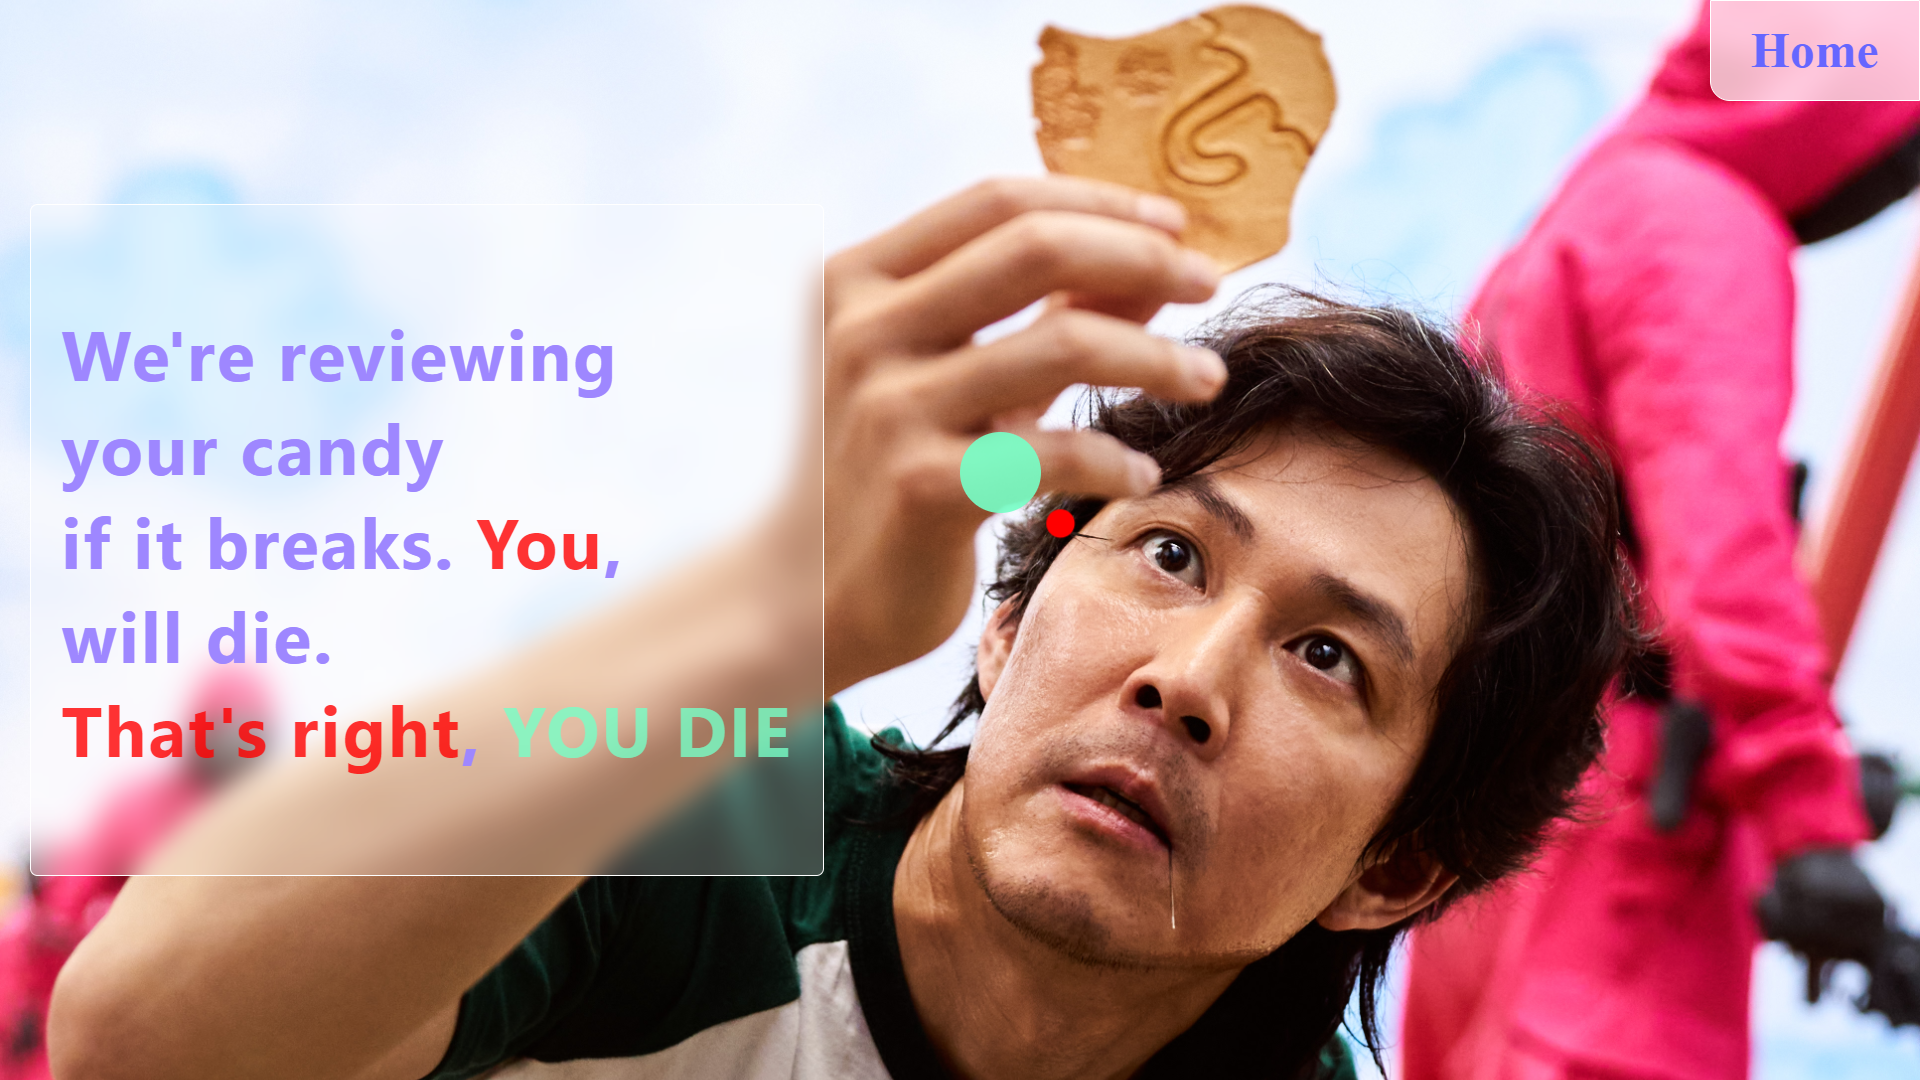 Home
We're reviewing
your candy
if it breaks. You,
will die.
That's right, YOU DIE